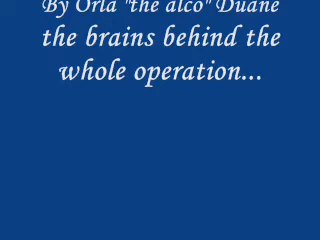 By Orla "the alco" Duane
the brains behind the
whole operation...